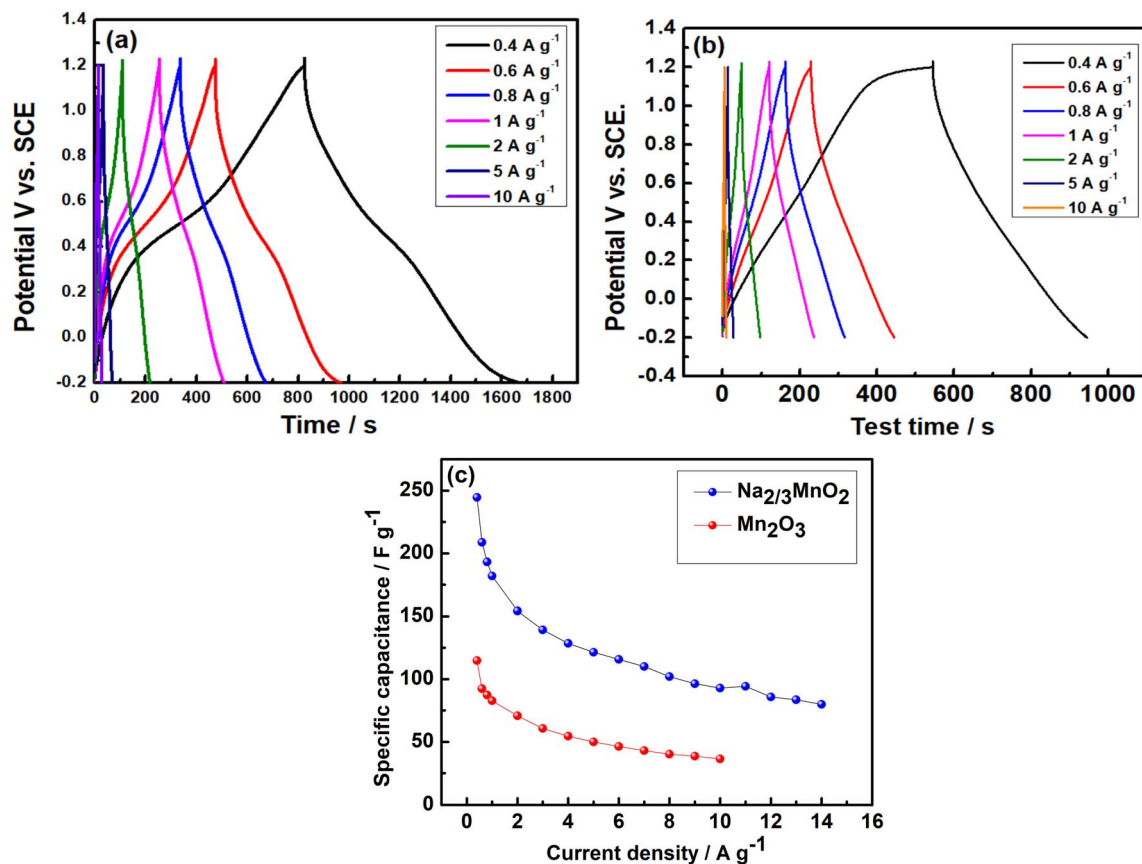 (a)
0.4 A g⁻¹
0.6 A g⁻¹
0.8 A g⁻¹
1 A g⁻¹
2 A g⁻¹
5 A g⁻¹
10 A g⁻¹
1.4
1.2
1.0
0.8
0.6
0.4
0.2
0.0
-0.2
Potential V vs. SCE
0 200 400 600 800 1000 1200 1400 1600 1800
Time / s
(b)
0.4 A g⁻¹
0.6 A g⁻¹
0.8 A g⁻¹
1 A g⁻¹
2 A g⁻¹
5 A g⁻¹
10 A g⁻¹
1.4
1.2
1.0
0.8
0.6
0.4
0.2
0.0
-0.2
-0.4
Potential V vs. SCE.
0 200 400 600 800 1000
Test time / s
(c)
Na₂/₃MnO₂
Mn₂O₃
250
200
150
100
50
0
Specific capacitance / F g⁻¹
0 2 4 6 8 10 12 14 16
Current density / A g⁻¹